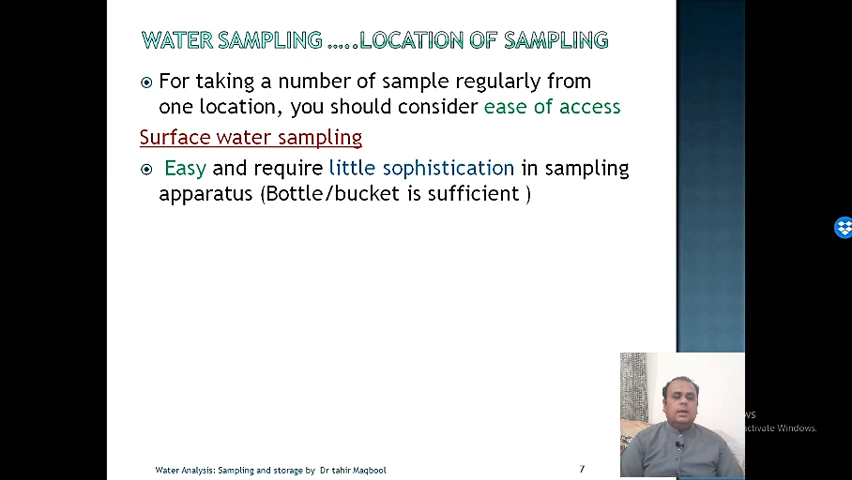 WATER SAMPLING .....LOCATION OF SAMPLING
For taking a number of sample regularly from
one location, you should consider ease of access
Surface water sampling
Easy and require little sophistication in sampling
apparatus (Bottle/bucket is sufficient )
ctivate Windows.
Water Analysis: Sampling and storage by Dr tahir Maqbool
7